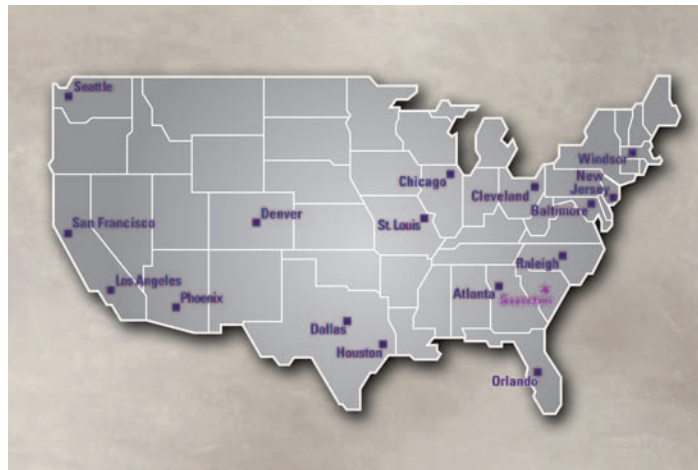 Seattle
Windsor
New
Jersey
Chicago
Cleveland
Baltimore
San Francisco
Denver
St. Louis
Raleigh
Los Angeles
Phoenix
Atlanta
Dallas
Houston
Orlando